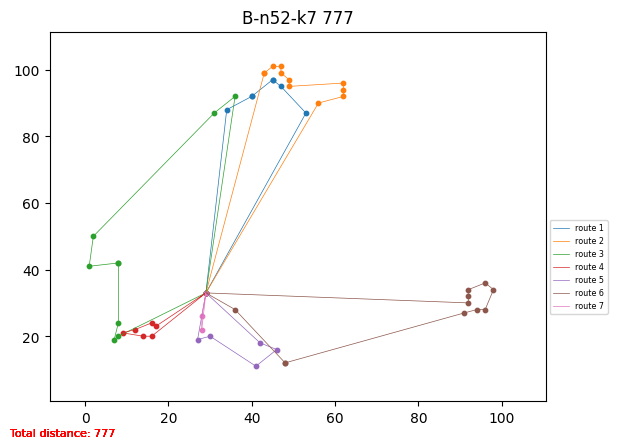 B-n52-k7 777
100
80
60
40
20
0
20
40
60
80
100
route 1
route 2
route 3
route 4
route 5
route 6
route 7
Total distance: 777